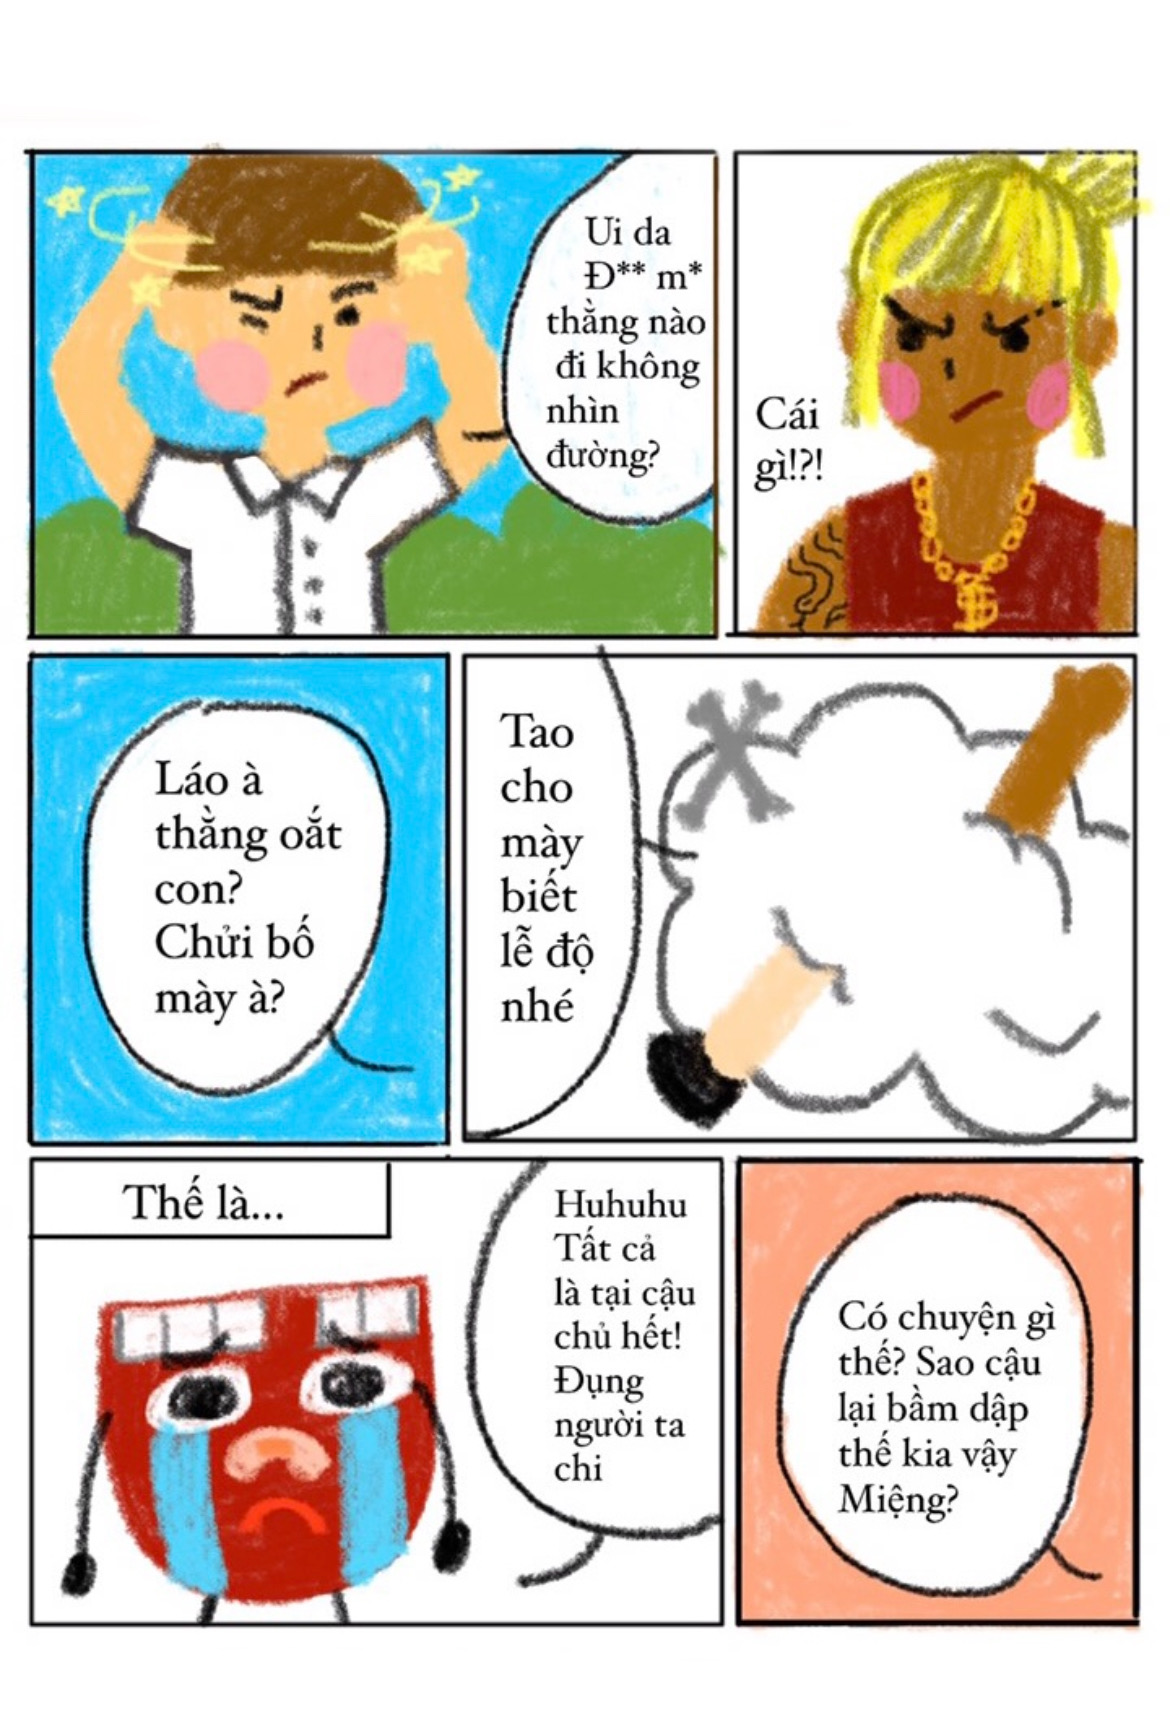 Ui da
Đ** m*
thằng nào
đi không
nhìn
đường?
Cái
gì!?!
Láo à
thằng oắt
con?
Chửi bố
mày à?
Tao
cho
mày
biết
lễ độ
nhé
Thế là...
Huhuhu
Tất cả
là tại cậu
chủ hết!
Đụng
người ta
chi
Có chuyện gì
thế? Sao cậu
lại bầm dập
thế kia vậy
Miệng?